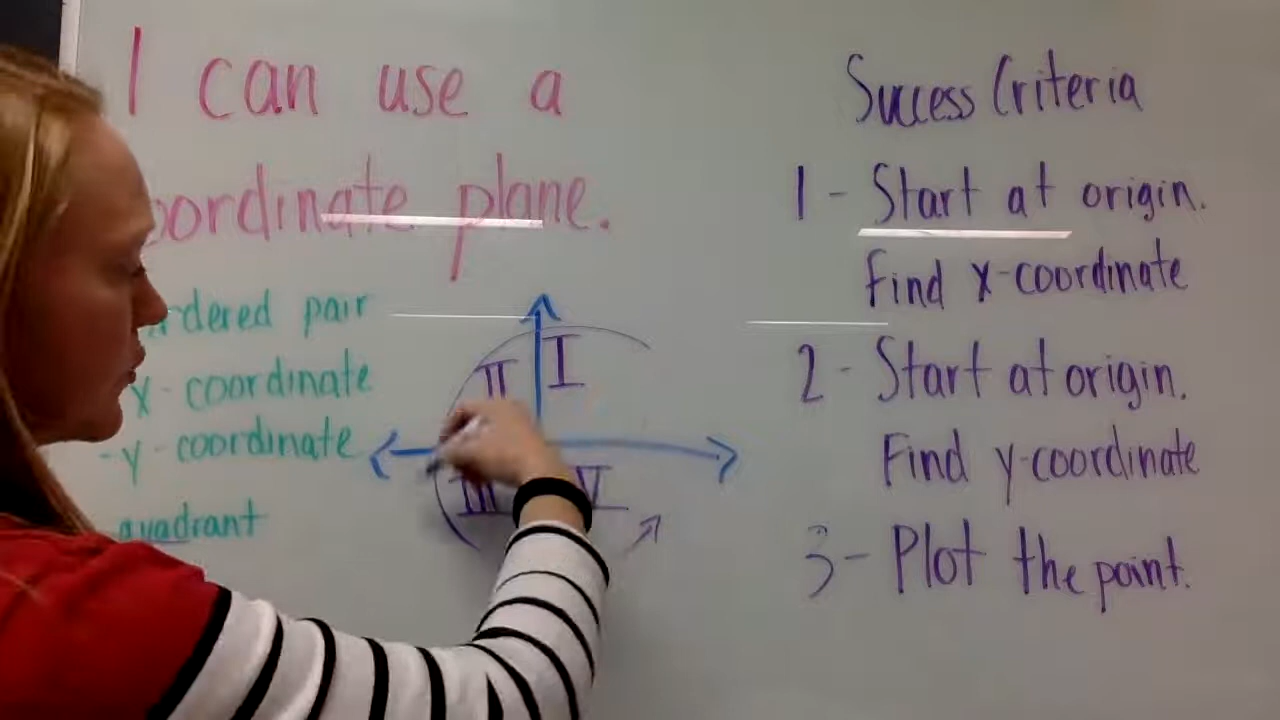 I can use a
oordinate plane.
rdered pair
x-coordinate
-y-coordinate
quadrant
II I
III
Success Criteria
1- Start at origin.
Find x-coordinate
2- Start at origin.
Find y-coordinate
3- Plot the point.